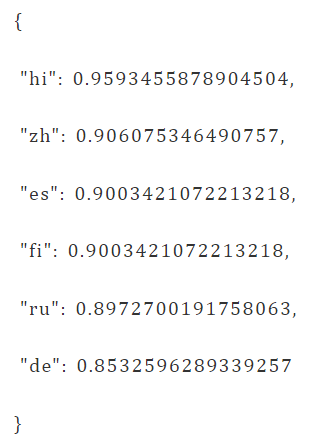 {
"hi": 0.9593455878904504,
"zh": 0.906075346490757,
"es": 0.9003421072213218,
"fi": 0.9003421072213218,
"ru": 0.8972700191758063,
"de": 0.8532596289339257
}